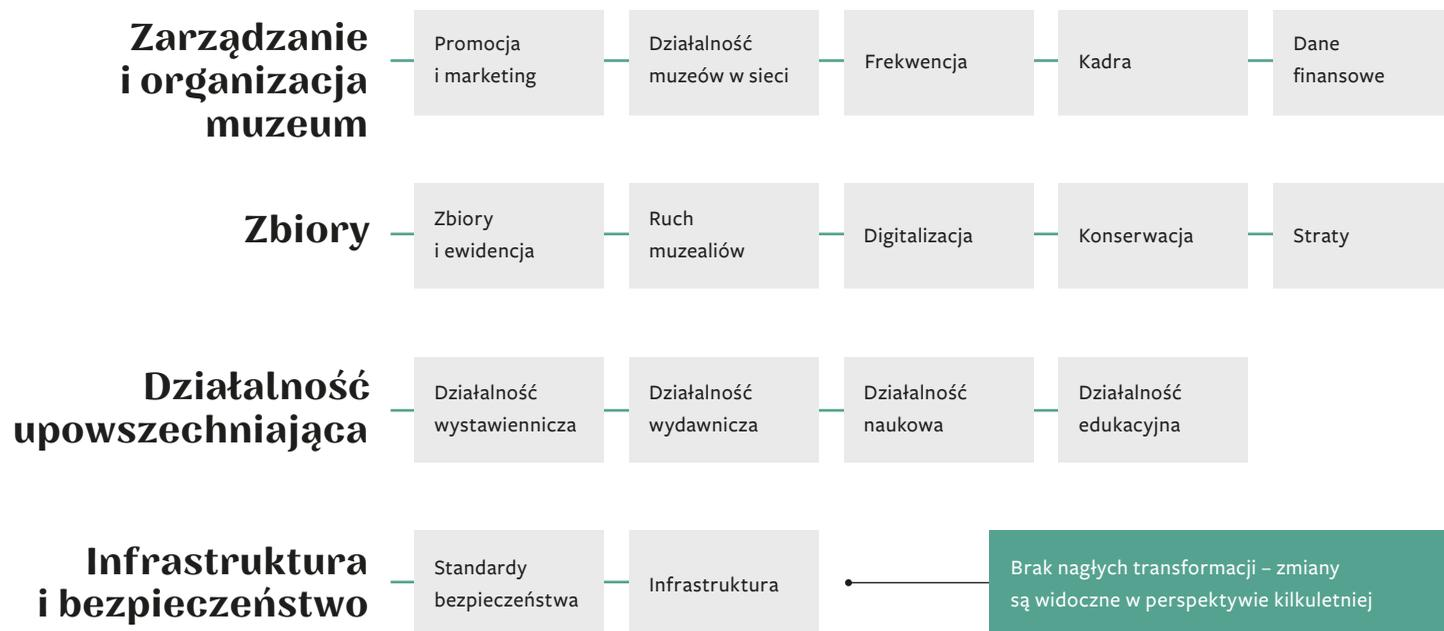 Zarządzanie
i organizacja
muzeum
Promocja
i marketing
Działalność
muzeów w sieci
Frekwencja
Kadra
Dane
finansowe
Zbiory
Zbiory
i ewidencja
Ruch
muzealiów
Digitalizacja
Konserwacja
Straty
Działalność
upowszechniająca
Działalność
wystawiennicza
Działalność
wydawnicza
Działalność
naukowa
Działalność
edukacyjna
Infrastruktura
i bezpieczeństwo
Standardy
bezpieczeństwa
Infrastruktura
Brak nagłych transformacji – zmiany
są widoczne w perspektywie kilkuletniej